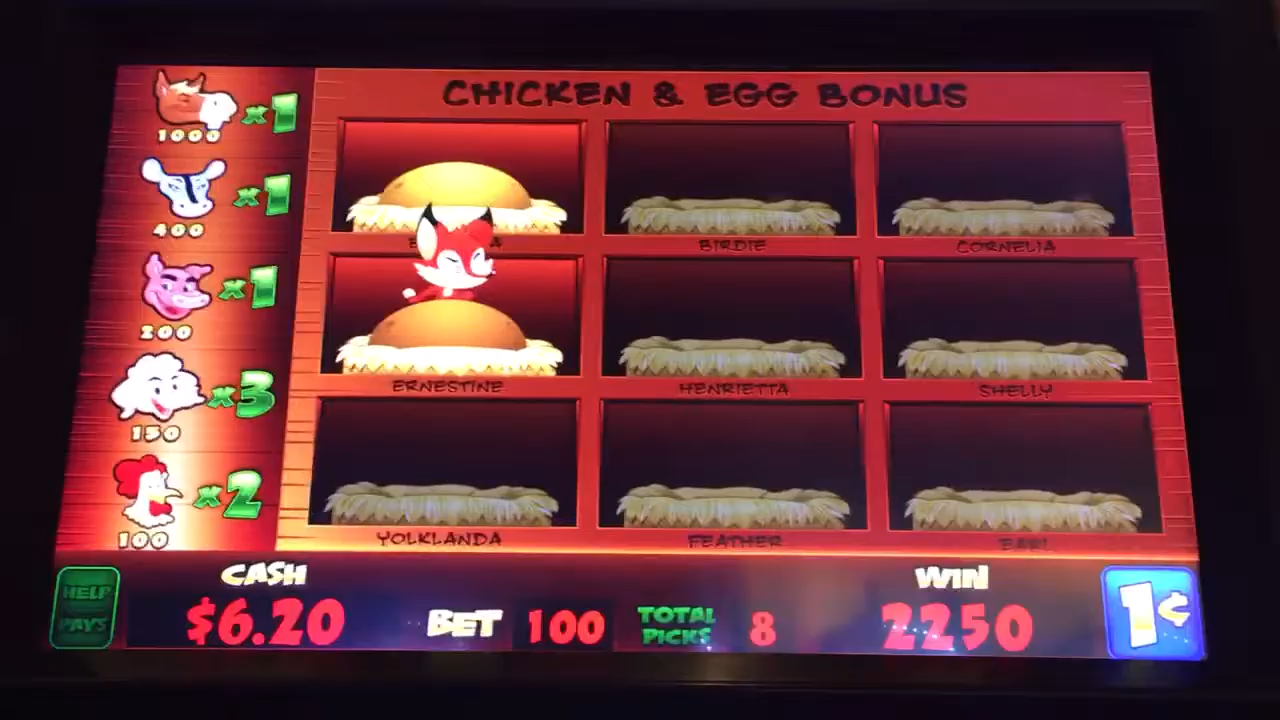 CHICKEN & EGG BONUS
x1
1000
x1
400
x1
200
x3
150
x2
100
BIRDIE
CORNELIA
ERNESTINE
HENRIETTA
SHELLY
YOLKLANDA
FEATHER
EARL
HELP
PAYS
CASH
$6.20
BET 100
TOTAL
PICKS
8
WIN
2250
1¢